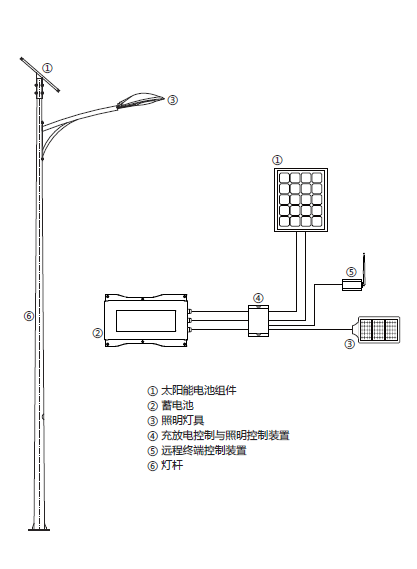 ①
③
①
⑤
④
⑥
②
③
① 太阳能电池组件
② 蓄电池
③ 照明灯具
④ 充放电控制与照明控制装置
⑤ 远程终端控制装置
⑥ 灯杆